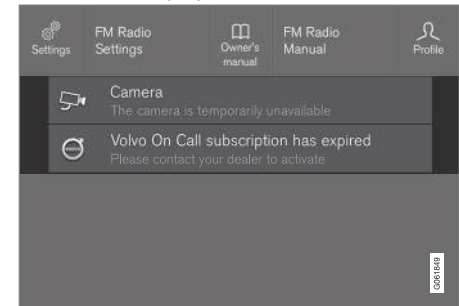 Settings
FM Radio
Settings
Owner's
manual
FM Radio
Manual
Profile
Camera
The camera is temporarily unavailable
Volvo On Call subscription has expired
Please contact your dealer to activate
G061849